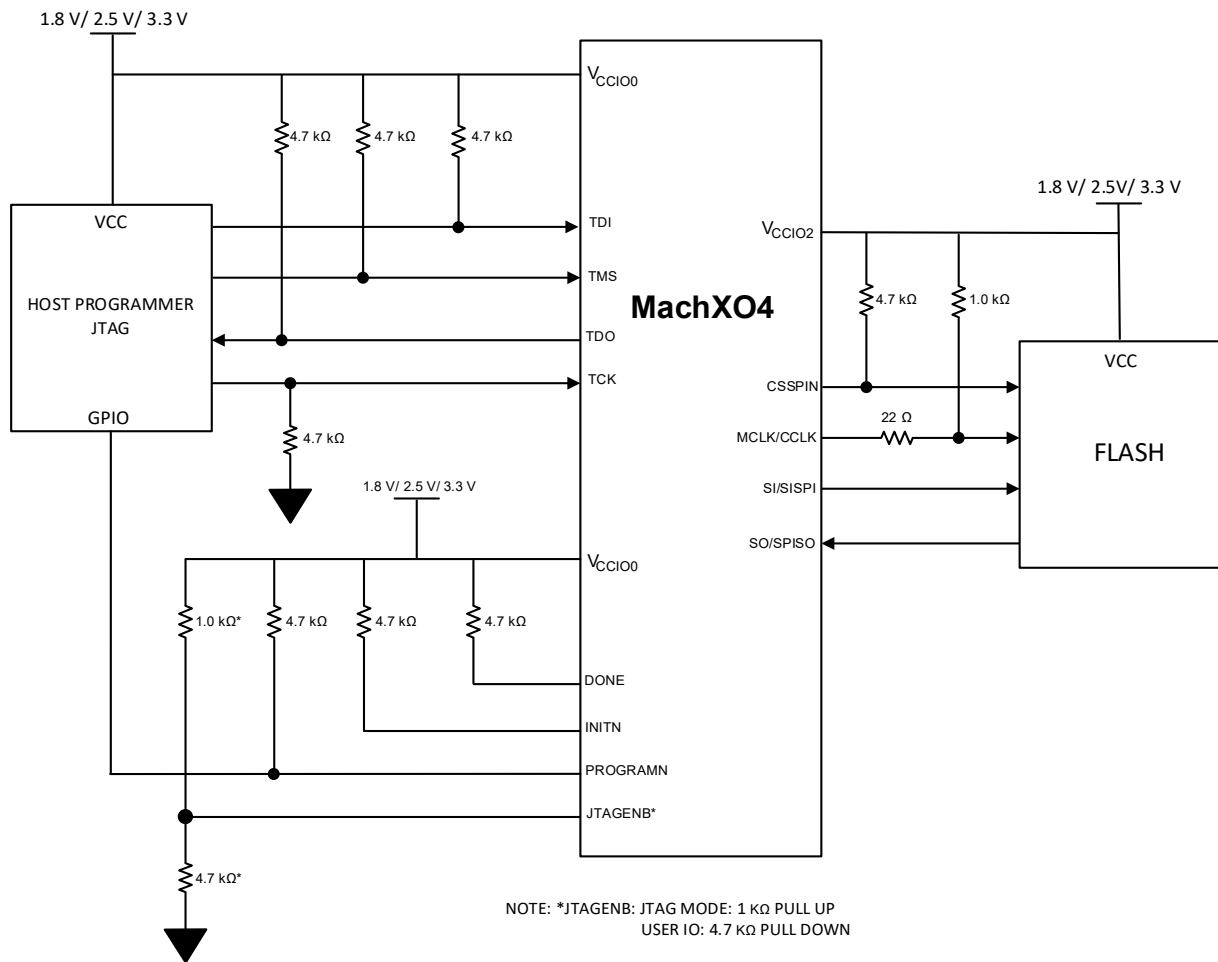 1.8 V/ 2.5 V/ 3.3 V
VCCIO0
4.7 kΩ
4.7 kΩ
4.7 kΩ
VCC
HOST PROGRAMMER
JTAG
GPIO
TDI
TMS
TDO
TCK
4.7 kΩ
MachXO4
1.8 V/ 2.5V/ 3.3 V
VCCIO2
4.7 kΩ
1.0 kΩ
CSSPIN
22 Ω
MCLK/CCLK
SI/SISPI
SO/SPISO
VCC
FLASH
1.8 V/ 2.5 V/ 3.3 V
VCCIO0
1.0 kΩ*
4.7 kΩ
4.7 kΩ
4.7 kΩ
DONE
INITN
PROGRAMN
JTAGENB*
4.7 kΩ*
NOTE: *JTAGENB: JTAG MODE: 1 KΩ PULL UP
USER IO: 4.7 KΩ PULL DOWN